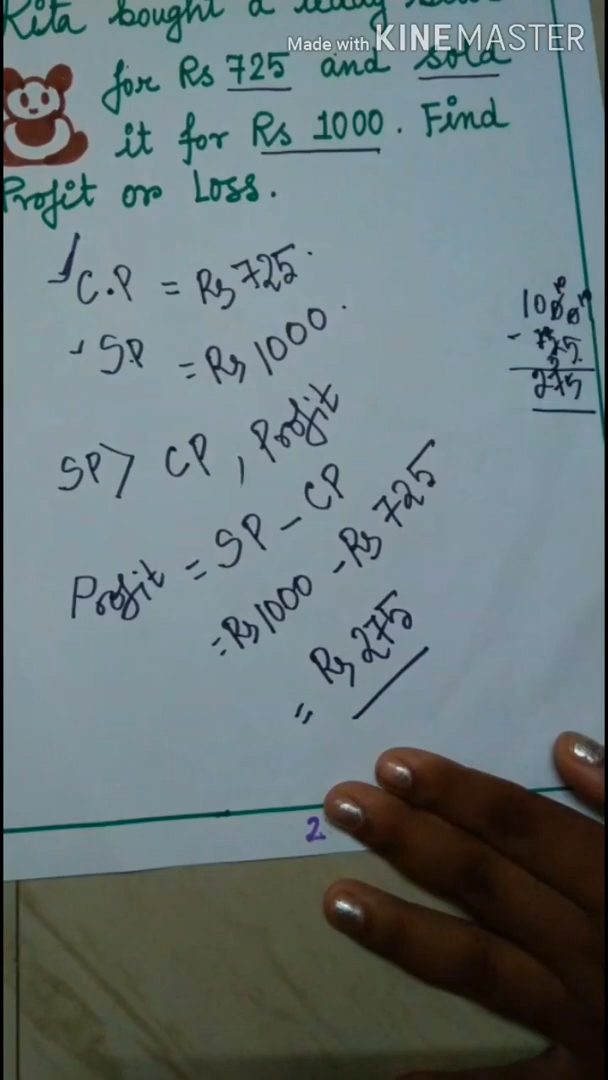 Rita bought a teddy
Made with KINEMASTER
for Rs 725 and sold
it for Rs 1000. Find
Profit or Loss.
C.P = Rs 725.
S.P = Rs 1000.
SP > CP, Profit
Profit = SP - CP
= Rs 1000 - Rs 725
= Rs 275
1000
- 725
275
2